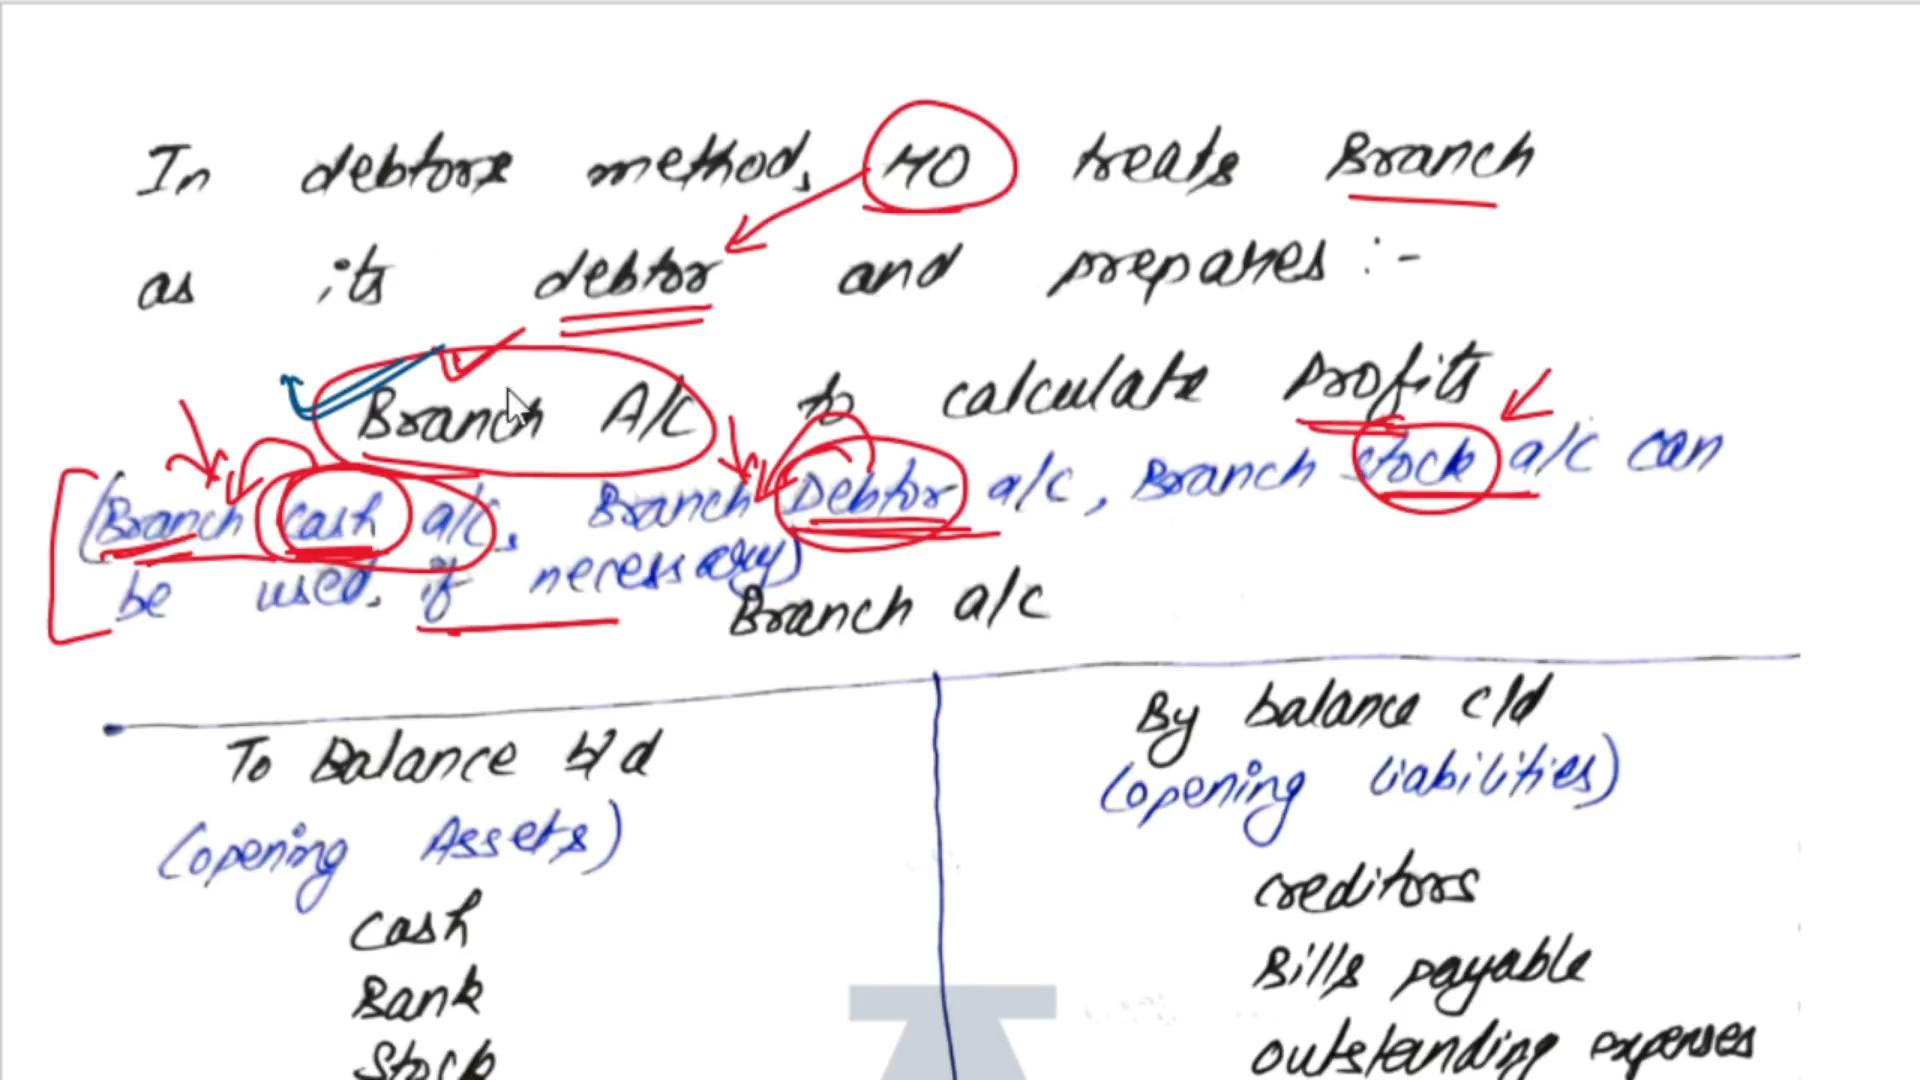 In debtors method, HO treats Branch
as its debtor and prepares :-
Branch A/C to calculate Profits
(Branch cash a/c, Branch Debtor a/c, Branch stock a/c can
be used, if necessary)
Branch a/c
To Balance b/d
(opening Assets)
Cash
Bank
Stock
By balance c/d
(opening liabilities)
creditors
Bills payable
outstanding expenses